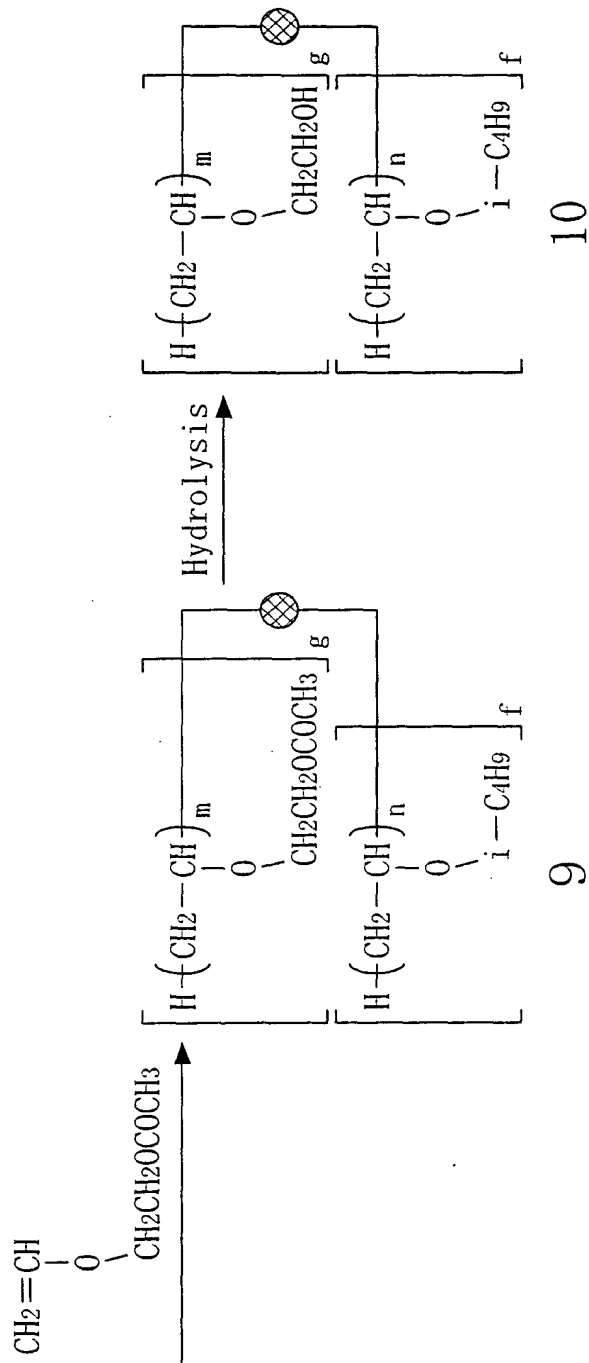 CH2=CH
O
CH2CH2OCOCH3
H(CH2-CH)m
O
CH2CH2OCOCH3
g
H(CH2-CH)n
O
i-C4H9
f
9
Hydrolysis
H(CH2-CH)m
O
CH2CH2OH
g
H(CH2-CH)n
O
i-C4H9
f
10